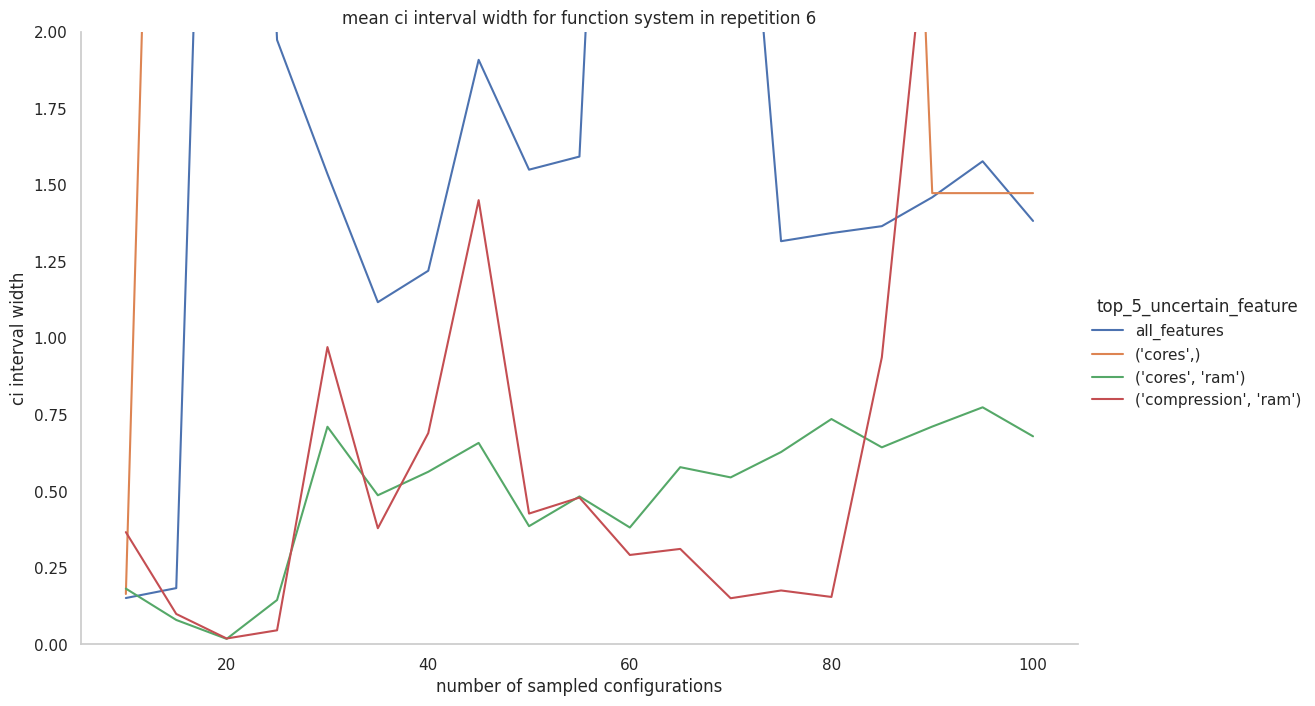 mean ci interval width for function system in repetition 6
2.00
1.75
1.50
1.25
1.00
0.75
0.50
0.25
0.00
ci interval width
20 40 60 80 100
number of sampled configurations
top_5_uncertain_feature
all_features
('cores',)
('cores', 'ram')
('compression', 'ram')